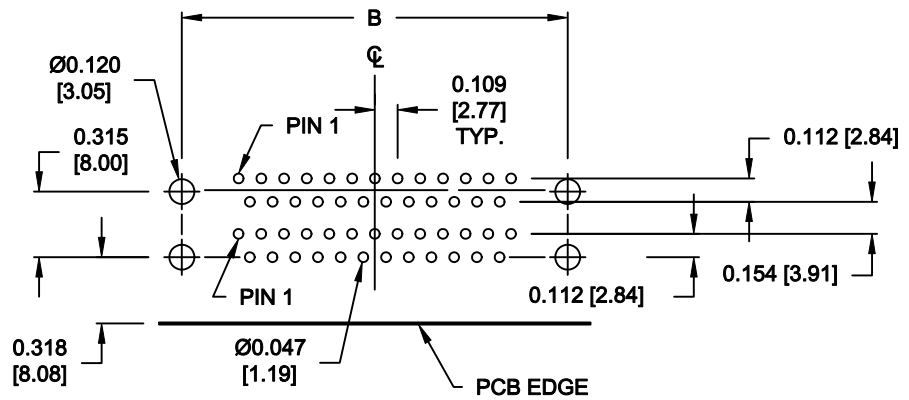 B
℄
Ø0.120
[3.05]
0.109
[2.77]
TYP.
PIN 1
0.112 [2.84]
0.315
[8.00]
PIN 1
0.112 [2.84]
0.154 [3.91]
0.318
[8.08]
Ø0.047
[1.19]
PCB EDGE